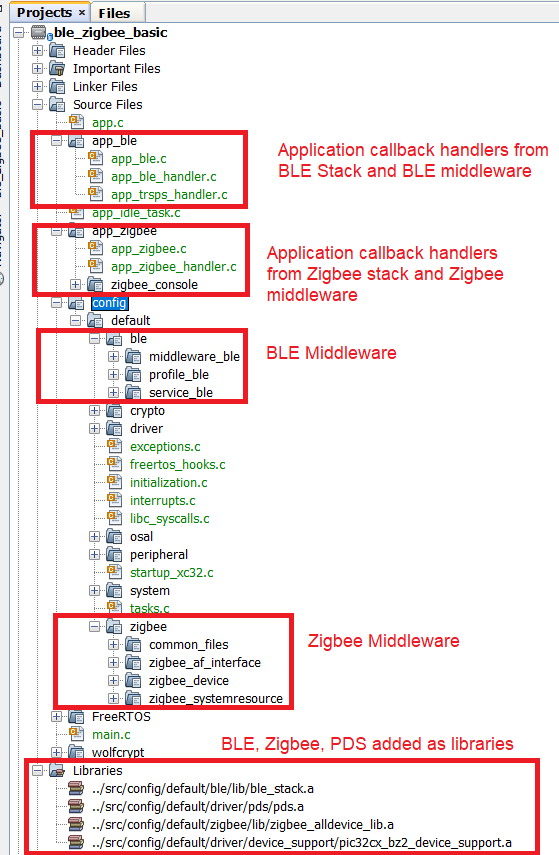 Projects × Files
ble_zigbee_basic
Header Files
Important Files
Linker Files
Source Files
app.c
app_ble
app_ble.c
app_ble_handler.c
app_trsps_handler.c
Application callback handlers from
BLE Stack and BLE middleware
app_idle_task.c
app_zigbee
app_zigbee.c
app_zigbee_handler.c
zigbee_console
Application callback handlers
from Zigbee stack and Zigbee
middleware
config
default
ble
middleware_ble
profile_ble
service_ble
BLE Middleware
crypto
driver
exceptions.c
freertos_hooks.c
initialization.c
interrupts.c
libc_syscalls.c
osal
peripheral
startup_xc32.c
system
tasks.c
zigbee
common_files
zigbee_af_interface
zigbee_device
zigbee_systemresource
Zigbee Middleware
FreeRTOS
main.c
wolfcrypt
BLE, Zigbee, PDS added as libraries
Libraries
../src/config/default/ble/lib/ble_stack.a
../src/config/default/driver/pds/pds.a
../src/config/default/zigbee/lib/zigbee_alldevice_lib.a
../src/config/default/driver/device_support/pic32cx_bz2_device_support.a